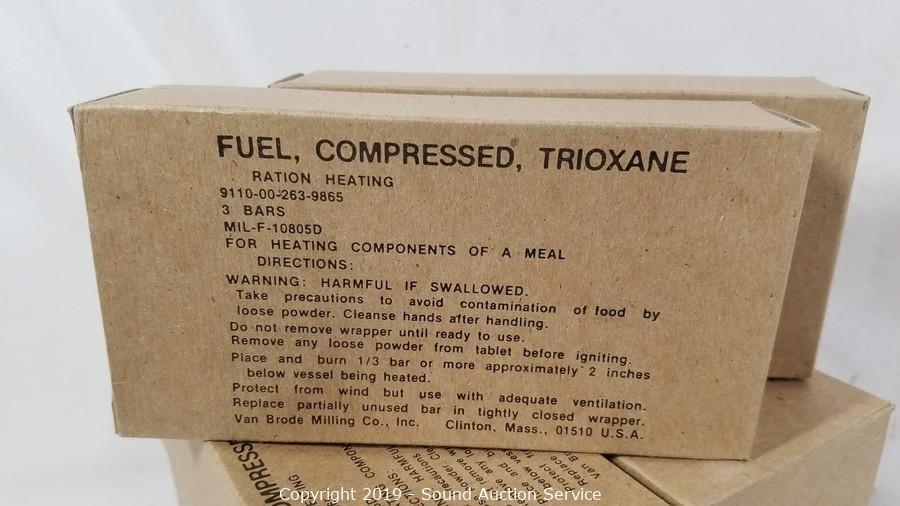 FUEL, COMPRESSED, TRIOXANE
RATION HEATING
9110-00-263-9865
3 BARS
MIL-F-10805D
FOR HEATING COMPONENTS OF A MEAL
DIRECTIONS:
WARNING: HARMFUL IF SWALLOWED.
Take precautions to avoid contamination of food by
loose powder. Cleanse hands after handling.
Do not remove wrapper until ready to use.
Remove any loose powder from tablet before igniting.
Place and burn 1/3 bar or more approximately 2 inches
below vessel being heated.
Protect from wind but use with adequate ventilation.
Replace partially unused bar in tightly closed wrapper.
Van Brode Milling Co., Inc. Clinton, Mass., 01510 U.S.A.
Copyright 2019 - Sound Auction Service